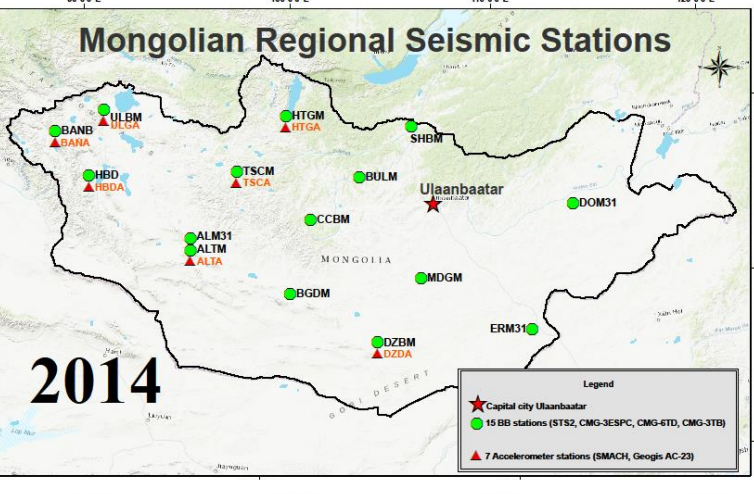 Mongolian Regional Seismic Stations
ULBM
ULGA
BANB
BANA
HTGM
HTGA
SHBM
HBD
HBDA
TSCM
TSCA
BULM
Ulaanbaatar
DOM31
CCBM
ALM31
ALTM
ALTA
MONGOLIA
MDGM
BGDM
ERM31
DZBM
DZDA
GOBI DESERT
2014
Legend
Capital city Ulaanbaatar
15 BB stations (STS2, CMG-3ESPC, CMG-6TD, CMG-3TB)
7 Accelerometer stations (SMACH, Geogis AC-23)